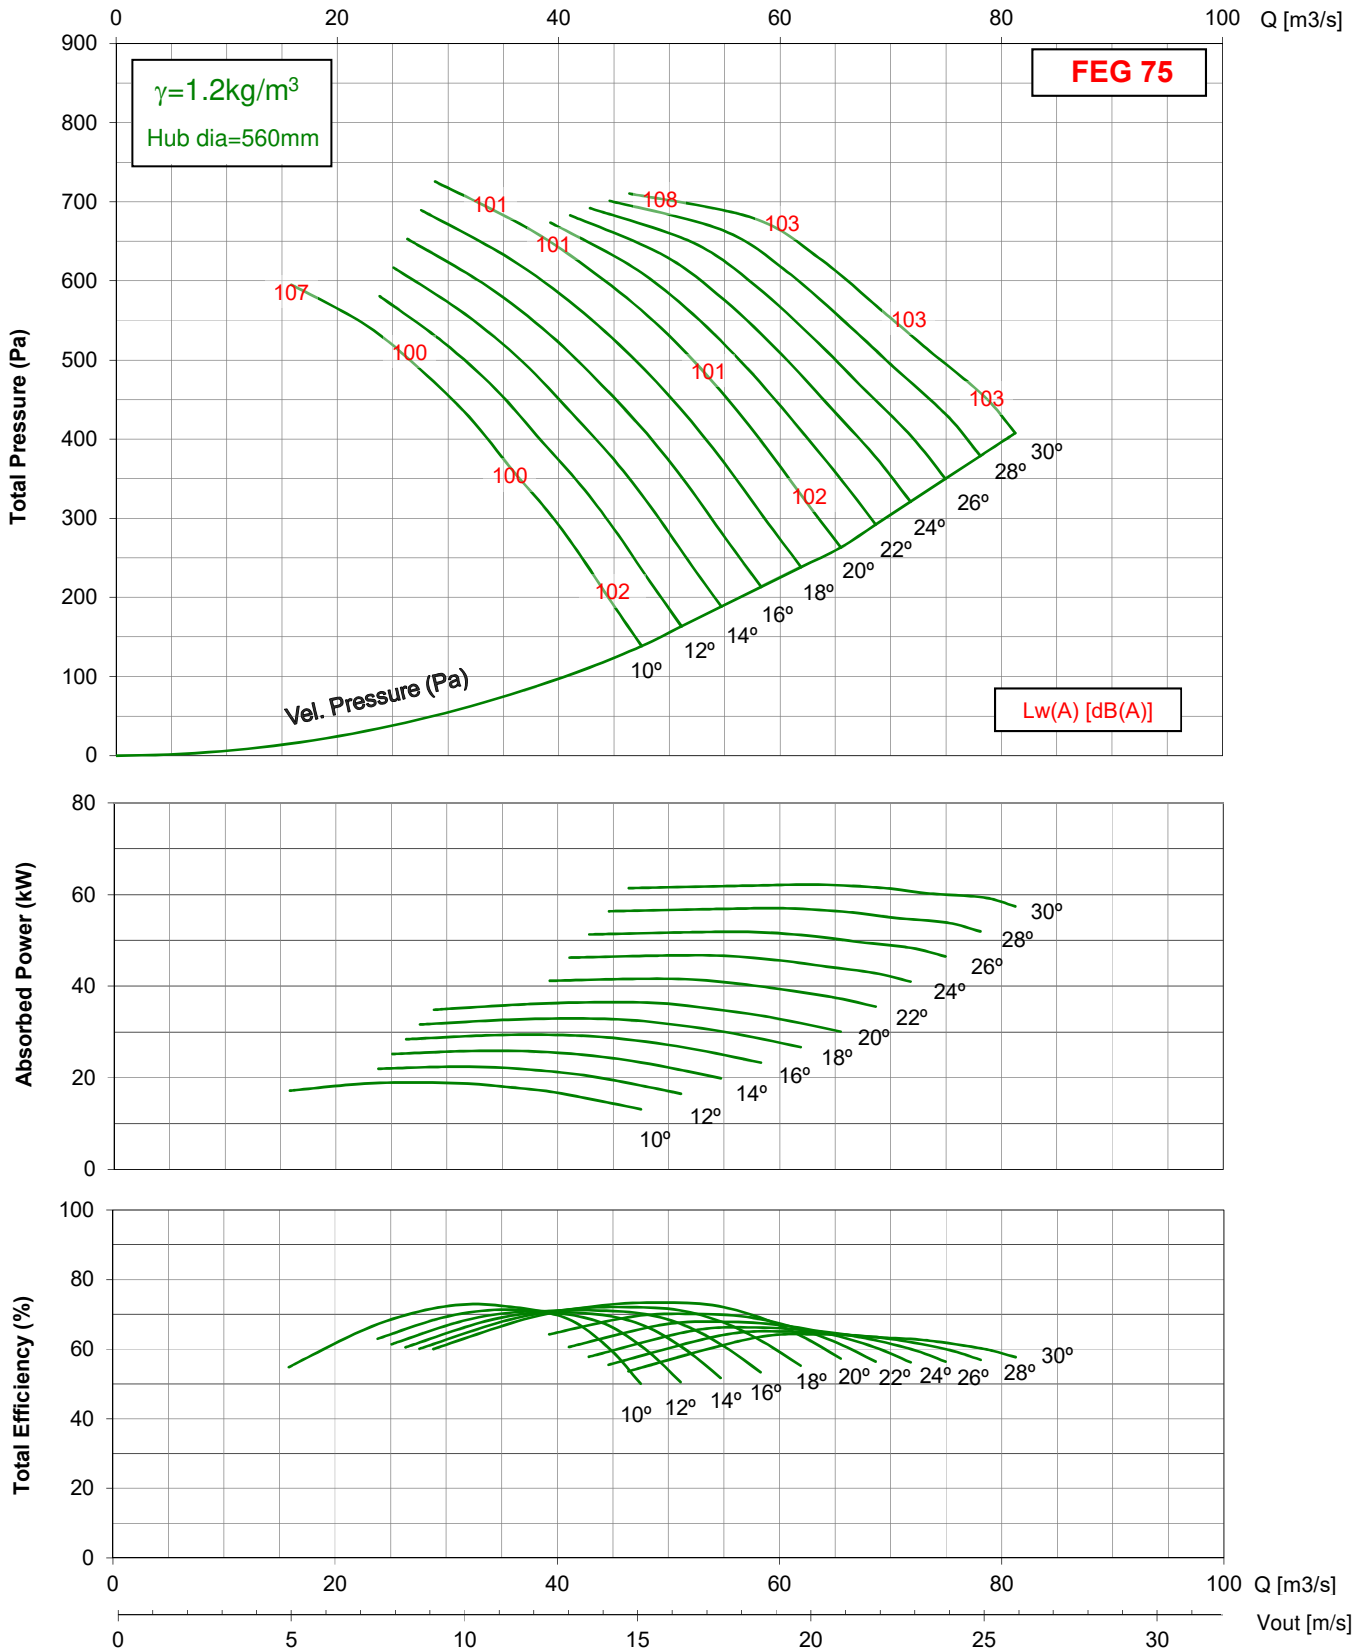 0 20 40 60 80 100 Q [m3/s]
900
800
700
600
500
400
300
200
100
0
Total Pressure (Pa)
γ=1.2kg/m³
Hub dia=560mm
FEG 75
101
108
103
101
107
100
103
101
103
100
102
102
30º
28º
26º
24º
22º
20º
18º
16º
14º
12º
10º
Vel. Pressure (Pa)
Lw(A) [dB(A)]
80
60
40
20
0
Absorbed Power (kW)
30º
28º
26º
24º
22º
20º
18º
16º
14º
12º
10º
100
80
60
40
20
0
Total Efficiency (%)
10º
12º
14º
16º
18º
20º
22º
24º
26º
28º
30º
0 20 40 60 80 100 Q [m3/s]
Vout [m/s]
0 5 10 15 20 25 30